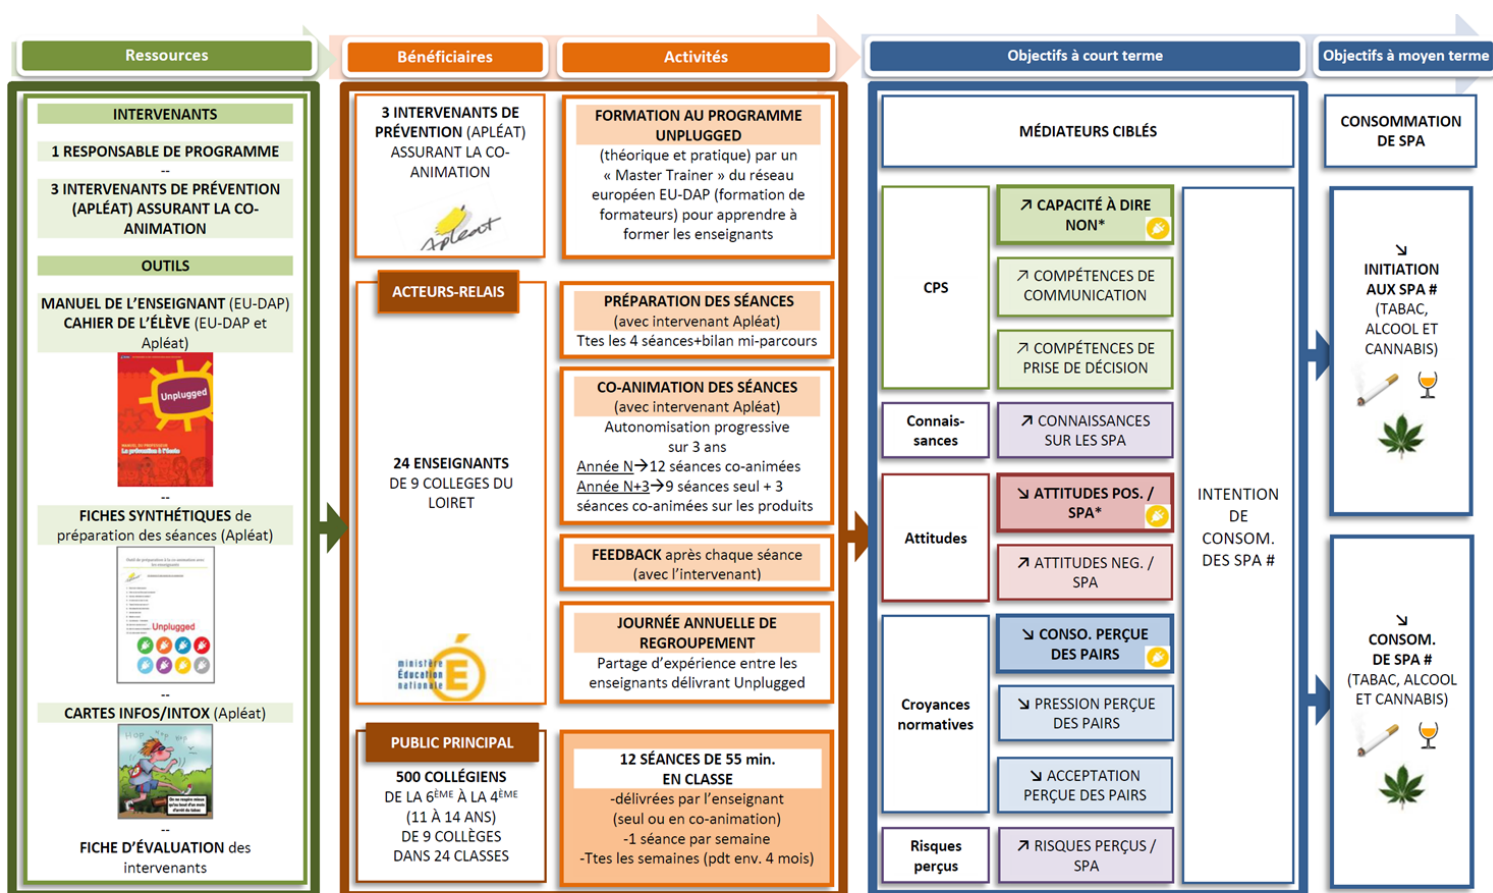 Ressources
Bénéficiaires
Activités
Objectifs à court terme
Objectifs à moyen terme
INTERVENANTS
1 RESPONSABLE DE PROGRAMME
--
3 INTERVENANTS DE PRÉVENTION
(APLÉAT) ASSURANT LA CO-
ANIMATION
OUTILS
MANUEL DE L’ENSEIGNANT (EU-DAP)
CAHIER DE L’ÉLÈVE (EU-DAP et
Apléat)
Unplugged
La prévention à l'école
--
FICHES SYNTHÉTIQUES de
préparation des séances (Apléat)
Unplugged
--
CARTES INFOS/INTOX (Apléat)
Hop
--
FICHE D’ÉVALUATION des
intervenants
3 INTERVENANTS DE
PRÉVENTION (APLÉAT)
ASSURANT LA CO-
ANIMATION
Apléat
ACTEURS-RELAIS
24 ENSEIGNANTS
DE 9 COLLEGES DU
LOIRET
ministère
Éducation
nationale
PUBLIC PRINCIPAL
500 COLLÉGIENS
DE LA 6ÈME À LA 4ÈME
(11 À 14 ANS)
DE 9 COLLÈGES
DANS 24 CLASSES
FORMATION AU PROGRAMME
UNPLUGGED
(théorique et pratique) par un
« Master Trainer » du réseau
européen EU-DAP (formation de
formateurs) pour apprendre à
former les enseignants
PRÉPARATION DES SÉANCES
(avec intervenant Apléat)
Ttes les 4 séances+bilan mi-parcours
CO-ANIMATION DES SÉANCES
(avec intervenant Apléat)
Autonomisation progressive
sur 3 ans
Année N→12 séances co-animées
Année N+3→9 séances seul + 3
séances co-animées sur les produits
FEEDBACK après chaque séance
(avec l’intervenant)
JOURNÉE ANNUELLE DE
REGROUPEMENT
Partage d’expérience entre les
enseignants délivrant Unplugged
12 SÉANCES DE 55 min.
EN CLASSE
-délivrées par l’enseignant
(seul ou en co-animation)
-1 séance par semaine
-Ttes les semaines (pdt env. 4 mois)
MÉDIATEURS CIBLÉS
CPS
↗ CAPACITÉ À DIRE
NON*
↗ COMPÉTENCES DE
COMMUNICATION
↗ COMPÉTENCES DE
PRISE DE DÉCISION
Connais-
sances
↗ CONNAISSANCES
SUR LES SPA
Attitudes
↘ ATTITUDES POS. /
SPA*
↗ ATTITUDES NEG. /
SPA
Croyances
normatives
↘ CONSO. PERÇUE
DES PAIRS
↘ PRESSION PERÇUE
DES PAIRS
↘ ACCEPTATION
PERÇUE DES PAIRS
Risques
perçus
↗ RISQUES PERÇUS /
SPA
INTENTION
DE
CONSOM.
DES SPA #
CONSOMMATION
DE SPA
↘
INITIATION
AUX SPA #
(TABAC,
ALCOOL ET
CANNABIS)
↘
CONSOM.
DE SPA #
(TABAC, ALCOOL
ET CANNABIS)